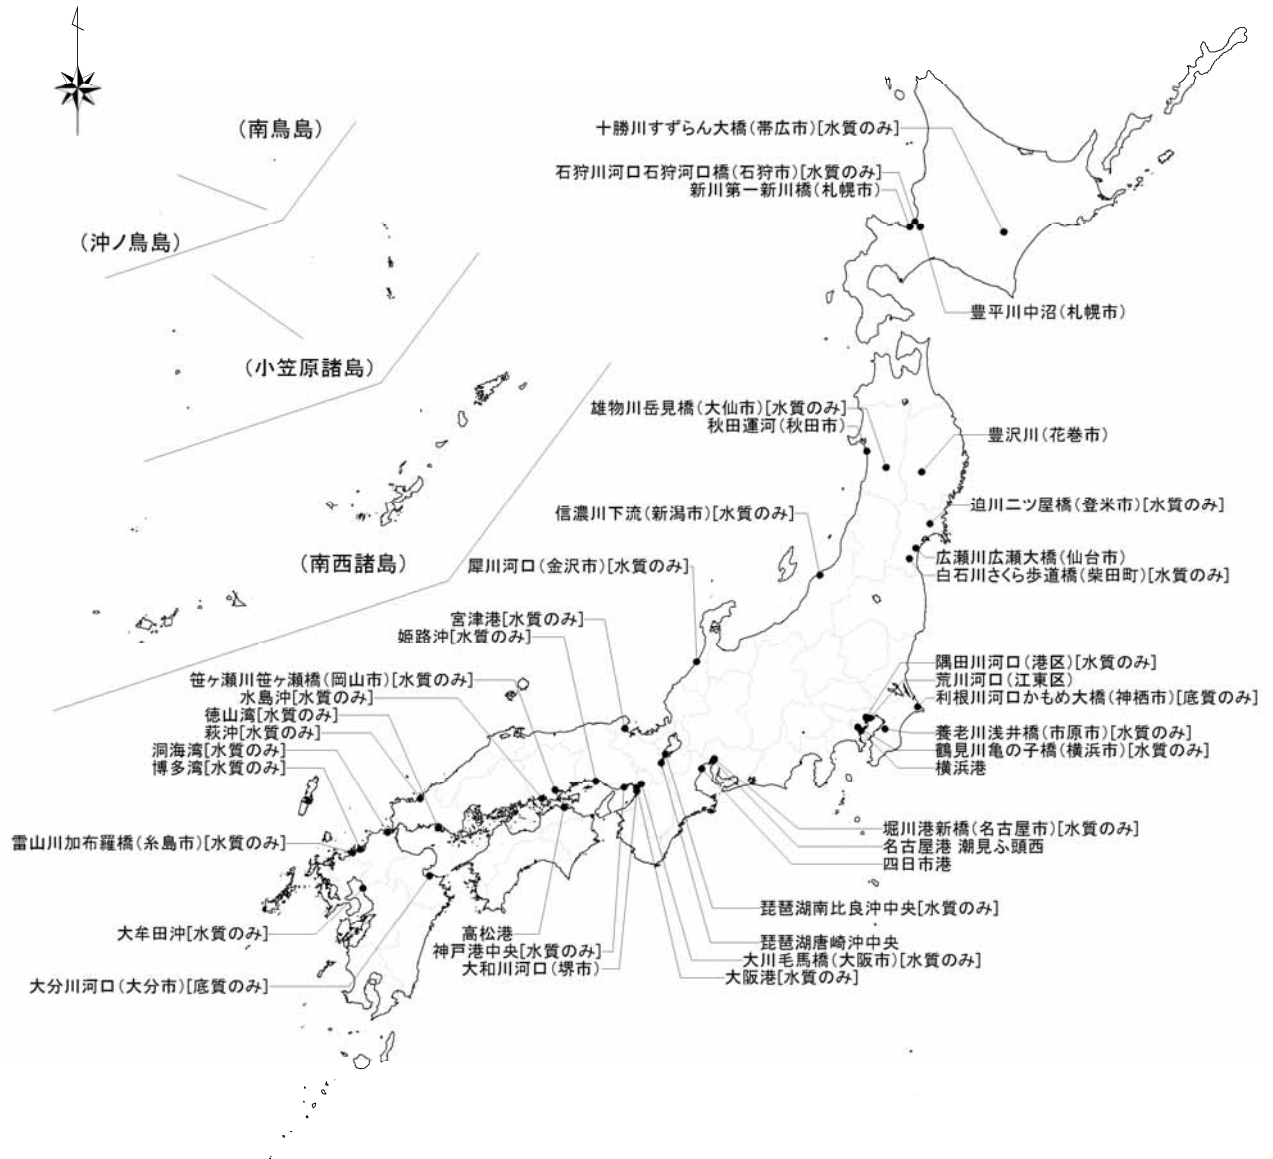 (南鳥島)
十勝川すずらん大橋(帯広市)[水質のみ]
石狩川河口石狩河口橋(石狩市)[水質のみ]
新川第一新川橋(札幌市)
(沖ノ鳥島)
豊平川中沼(札幌市)
(小笠原諸島)
雄物川岳見橋(大仙市)[水質のみ]
秋田運河(秋田市)
豊沢川(花巻市)
迫川二ツ屋橋(登米市)[水質のみ]
信濃川下流(新潟市)[水質のみ]
広瀬川広瀬大橋(仙台市)
(南西諸島)
犀川河口(金沢市)[水質のみ]
白石川さくら歩道橋(柴田町)[水質のみ]
宮津港[水質のみ]
姫路沖[水質のみ]
隅田川河口(港区)[水質のみ]
笹ヶ瀬川笹ヶ瀬橋(岡山市)[水質のみ]
荒川河口(江東区)
水島沖[水質のみ]
利根川河口かもめ大橋(神栖市)[底質のみ]
徳山湾[水質のみ]
萩沖[水質のみ]
養老川浅井橋(市原市)[水質のみ]
洞海湾[水質のみ]
鶴見川亀の子橋(横浜市)[水質のみ]
博多湾[水質のみ]
横浜港
堀川港新橋(名古屋市)[水質のみ]
雷山川加布羅橋(糸島市)[水質のみ]
名古屋港 潮見ふ頭西
四日市港
琵琶湖南比良沖中央[水質のみ]
大牟田沖[水質のみ]
高松港
琵琶湖唐崎沖中央
神戸港中央[水質のみ]
大川毛馬橋(大阪市)[水質のみ]
大和川河口(堺市)
大阪港[水質のみ]
大分川河口(大分市)[底質のみ]